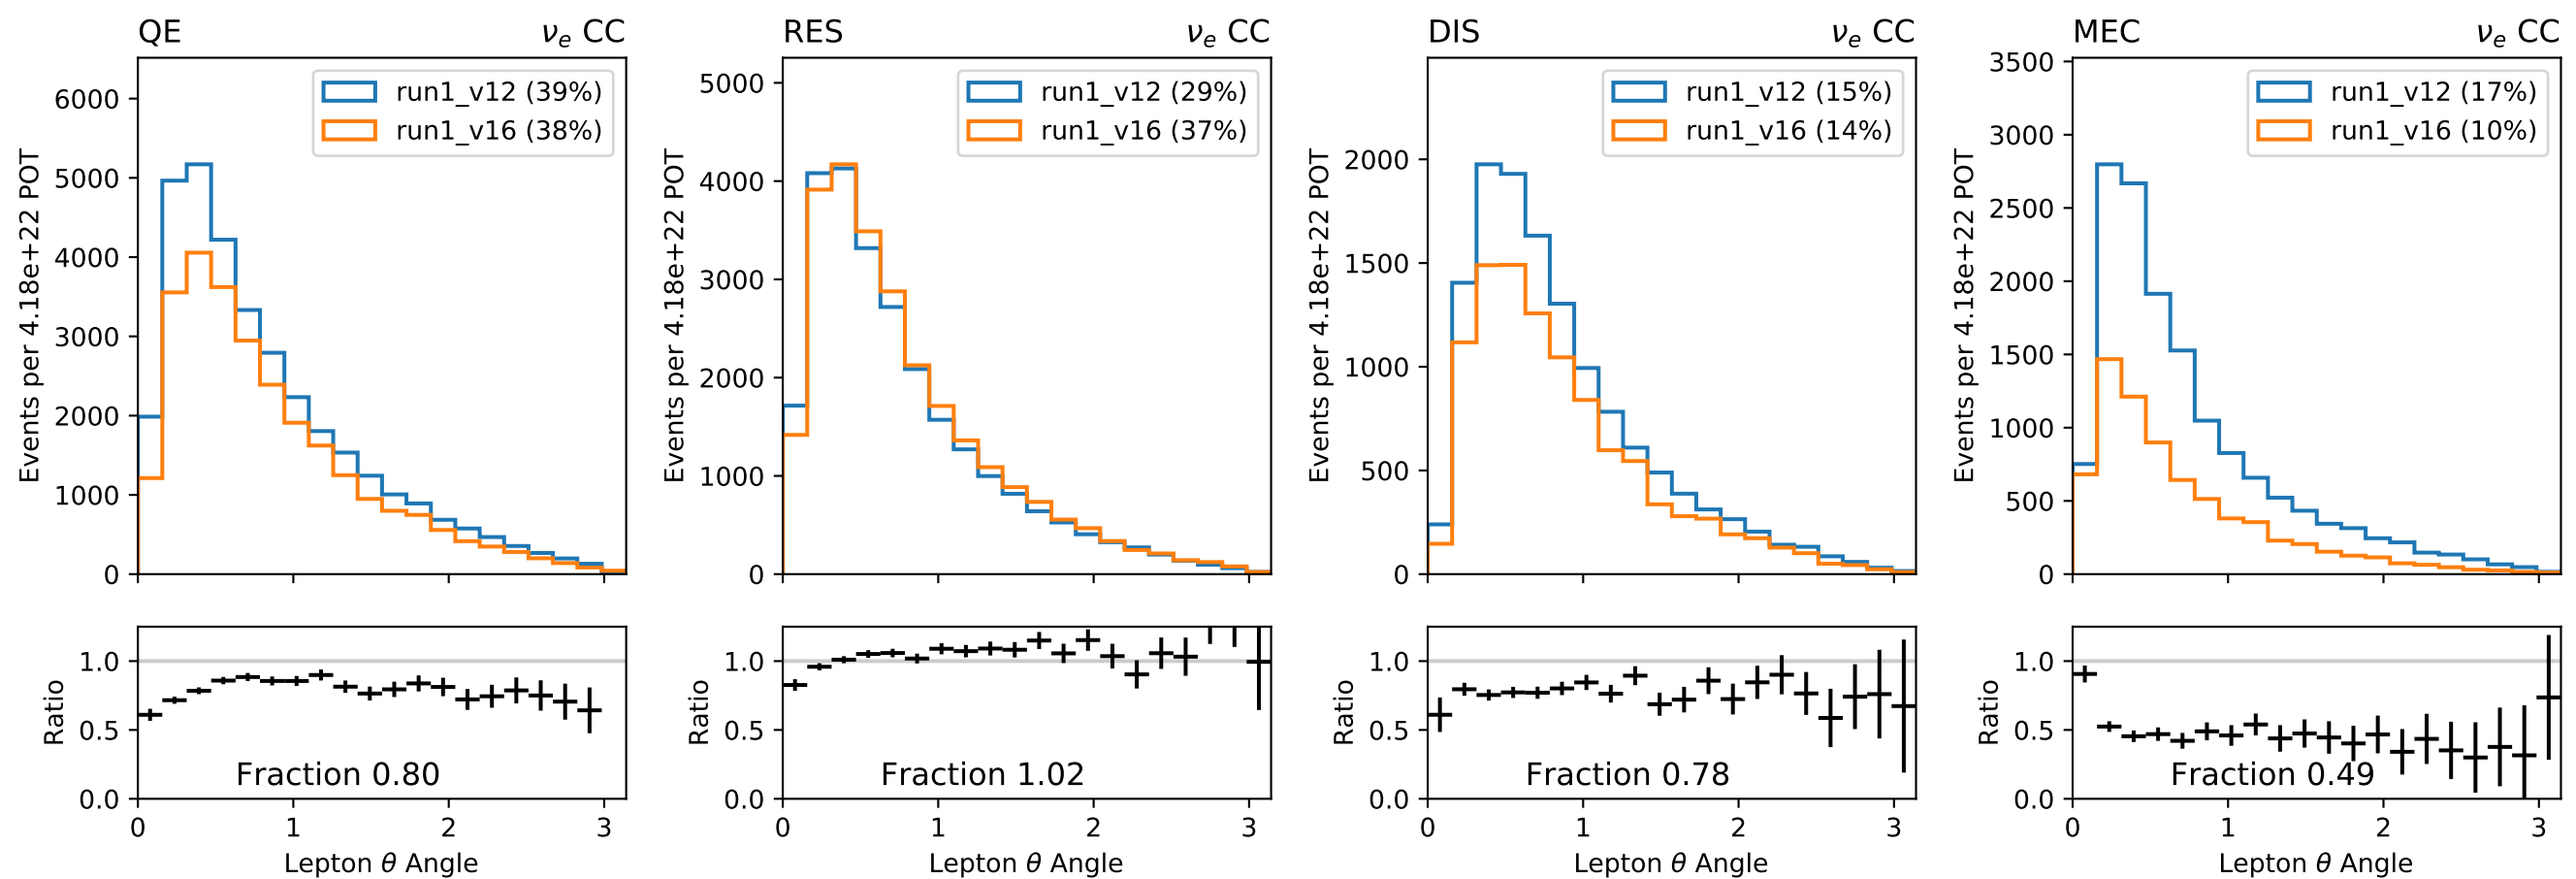 QE ν_e CC
run1_v12 (39%)
run1_v16 (38%)
Events per 4.18e+22 POT
6000
5000
4000
3000
2000
1000
0
Ratio
1.0
0.5
0.0
Fraction 0.80
0 1 2 3
Lepton θ Angle
RES ν_e CC
run1_v12 (29%)
run1_v16 (37%)
Events per 4.18e+22 POT
5000
4000
3000
2000
1000
0
Ratio
1.0
0.5
0.0
Fraction 1.02
0 1 2 3
Lepton θ Angle
DIS ν_e CC
run1_v12 (15%)
run1_v16 (14%)
Events per 4.18e+22 POT
2000
1500
1000
500
0
Ratio
1.0
0.5
0.0
Fraction 0.78
0 1 2 3
Lepton θ Angle
MEC ν_e CC
run1_v12 (17%)
run1_v16 (10%)
Events per 4.18e+22 POT
3500
3000
2500
2000
1500
1000
500
0
Ratio
1.0
0.5
0.0
Fraction 0.49
0 1 2 3
Lepton θ Angle